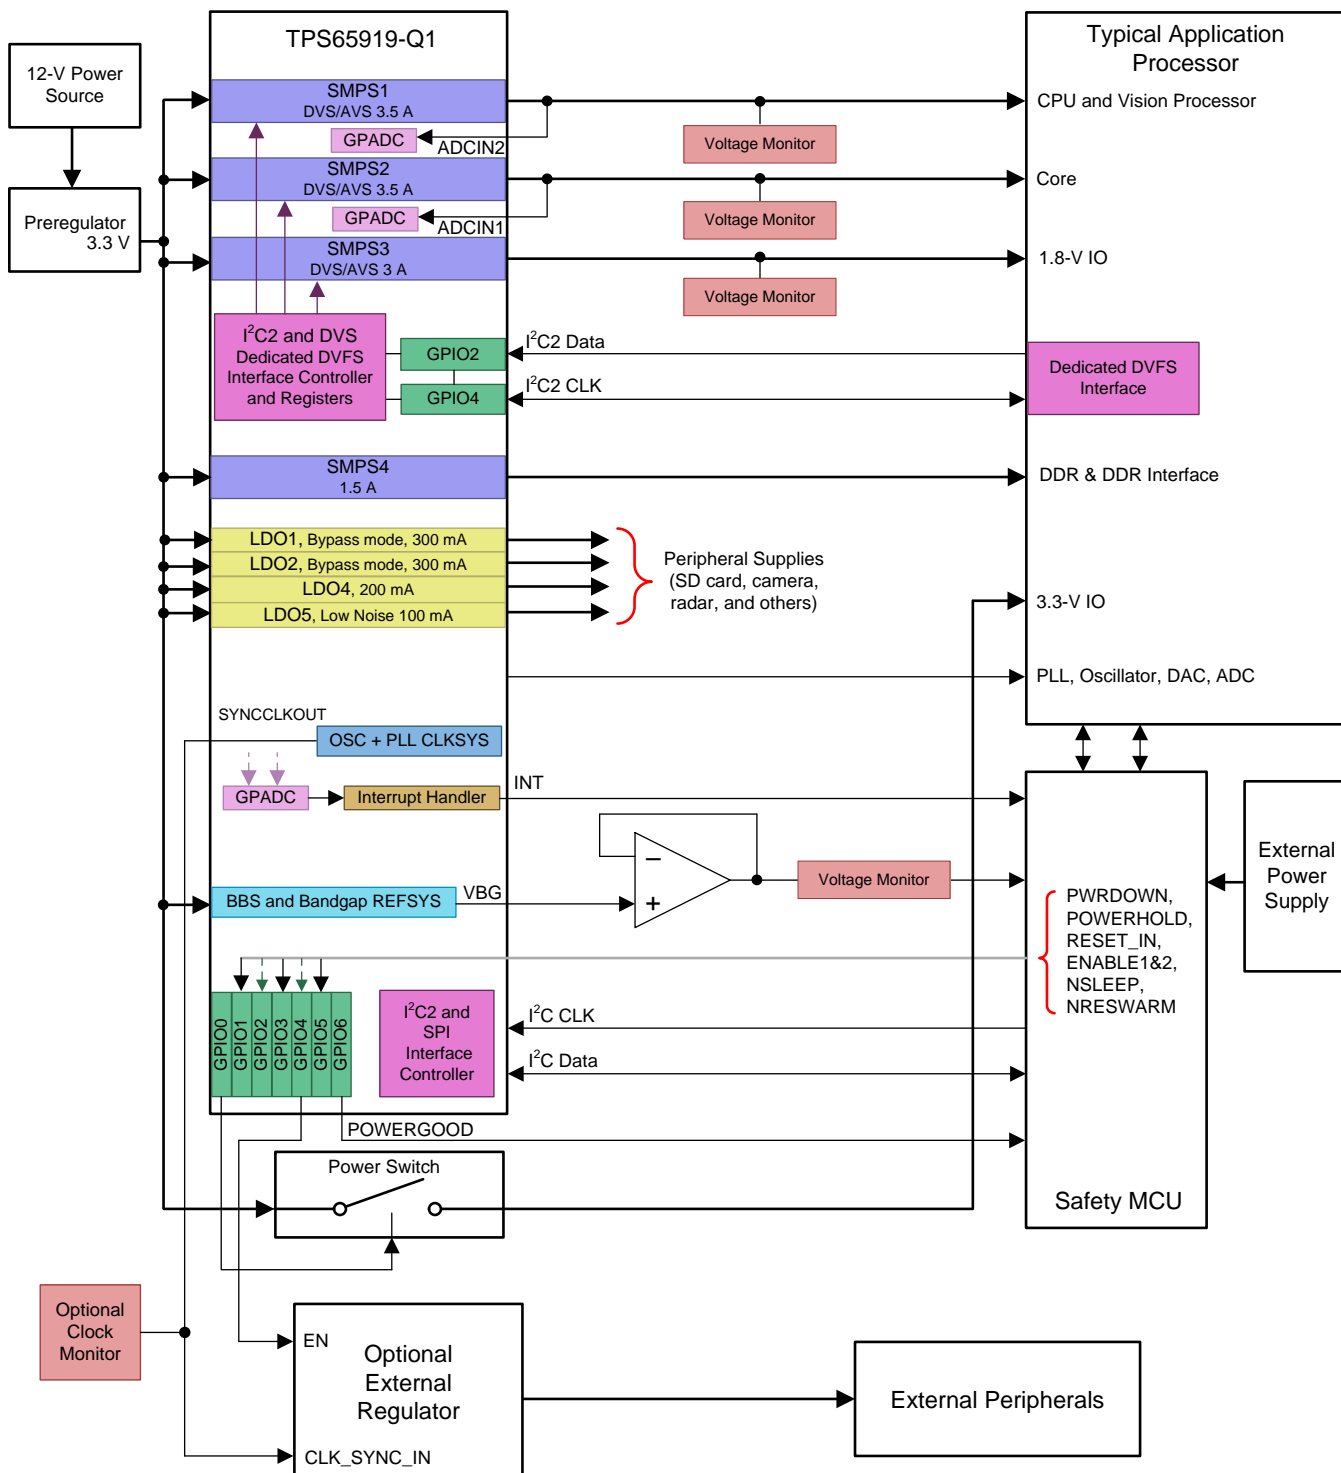 TPS65919-Q1
Typical Application
Processor
12-V Power
Source
SMPS1
DVS/AVS 3.5 A
CPU and Vision Processor
GPADC
ADCIN2
Voltage Monitor
SMPS2
DVS/AVS 3.5 A
Core
Preregulator
3.3 V
GPADC
ADCIN1
Voltage Monitor
SMPS3
DVS/AVS 3 A
1.8-V IO
Voltage Monitor
I²C2 and DVS
Dedicated DVFS
Interface Controller
and Registers
GPIO2
I²C2 Data
GPIO4
I²C2 CLK
Dedicated DVFS
Interface
SMPS4
1.5 A
DDR & DDR Interface
LDO1, Bypass mode, 300 mA
LDO2, Bypass mode, 300 mA
LDO4, 200 mA
LDO5, Low Noise 100 mA
Peripheral Supplies
(SD card, camera,
radar, and others)
3.3-V IO
PLL, Oscillator, DAC, ADC
SYNCCLKOUT
OSC + PLL CLKSYS
GPADC
Interrupt Handler
INT
External
Power
Supply
BBS and Bandgap REFSYS
VBG
−
+
Voltage Monitor
PWRDOWN,
POWERHOLD,
RESET_IN,
ENABLE1&2,
NSLEEP,
NRESWARM
GPIO0
GPIO1
GPIO2
GPIO3
GPIO4
GPIO5
GPIO6
I²C2 and
SPI
Interface
Controller
I²C CLK
I²C Data
POWERGOOD
Power Switch
Safety MCU
Optional
Clock
Monitor
EN
Optional
External
Regulator
CLK_SYNC_IN
External Peripherals